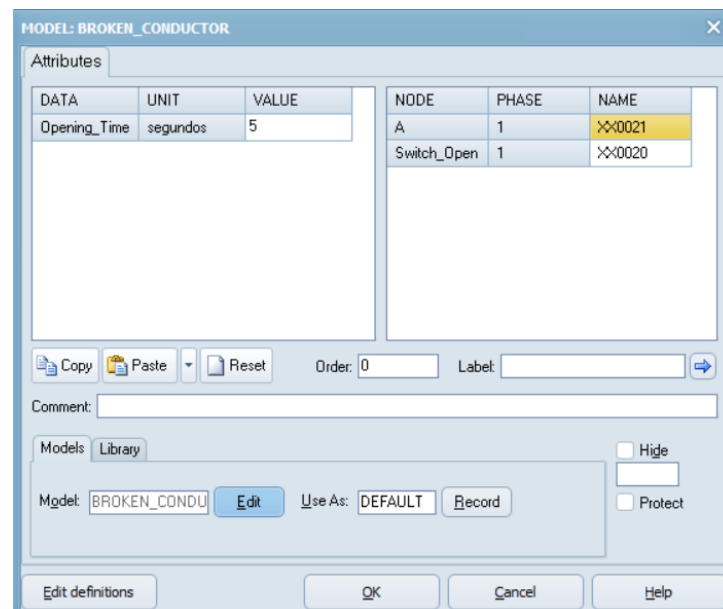 MODEL: BROKEN_CONDUCTOR
Attributes
DATA UNIT VALUE
Opening_Time segundos 5
NODE PHASE NAME
A 1 XX0021
Switch_Open 1 XX0020
Copy Paste Reset Order: 0 Label:
Comment:
Models Library
Model: BROKEN_CONDU Edit Use As: DEFAULT Record
Hide
Protect
Edit definitions OK Cancel Help